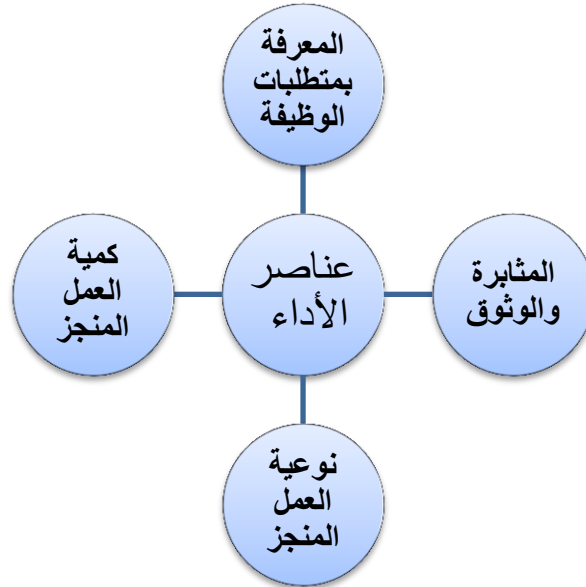 المعرفة
بمتطلبات
الوظيفة
المثابرة
والوثوق
عناصر
الأداء
كمية
العمل
المنجز
نوعية
العمل
المنجز